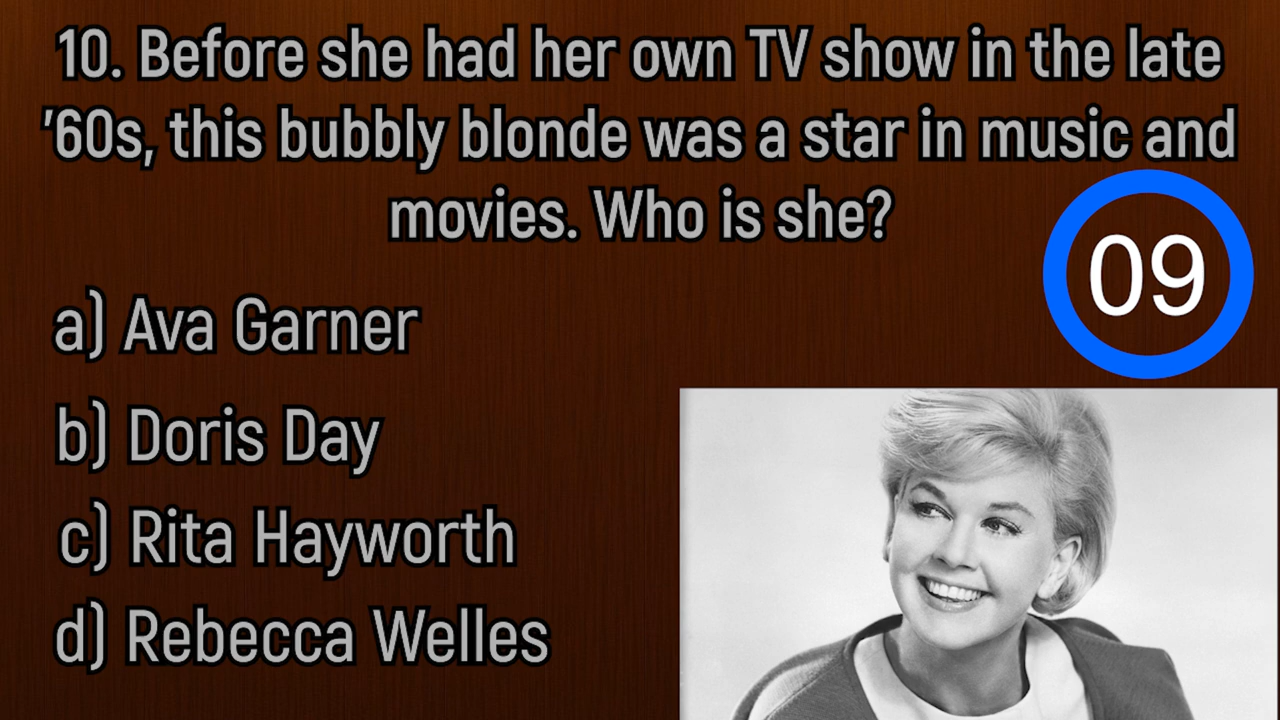 10. Before she had her own TV show in the late
'60s, this bubbly blonde was a star in music and
movies. Who is she?
09
a) Ava Garner
b) Doris Day
c) Rita Hayworth
d) Rebecca Welles